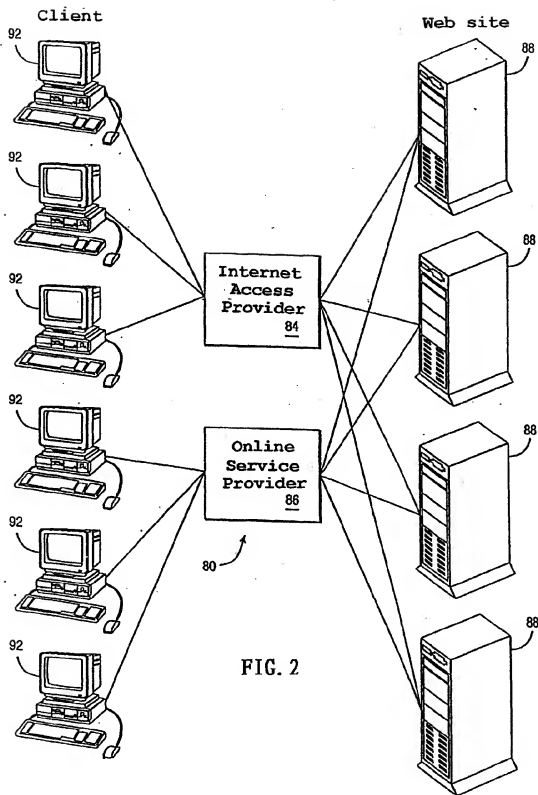 Client
Web site
92
88
92
88
92
Internet
Access
Provider
84
92
88
Online
Service
Provider
86
92
80
92
88
FIG. 2